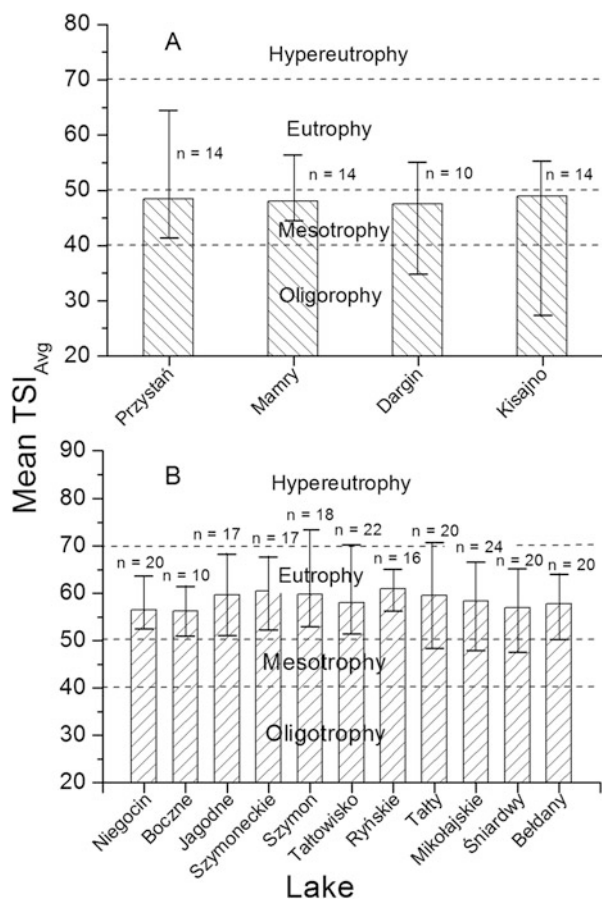 A
Hypereutrophy
Eutrophy
Mesotrophy
Oligorophy
n = 14
n = 14
n = 10
n = 14
80
70
60
50
40
30
20
Przystań
Mamry
Dargin
Kisajno
Mean TSI Avg
B
Hypereutrophy
Eutrophy
Mesotrophy
Oligotrophy
n = 20
n = 10
n = 17
n = 17
n = 18
n = 22
n = 16
n = 20
n = 24
n = 20
n = 20
90
80
70
60
50
40
30
20
Niegocin
Boczne
Jagodne
Szymoneckie
Szymon
Tałtowisko
Ryńskie
Tałty
Mikołajskie
Śniardwy
Bełdany
Lake